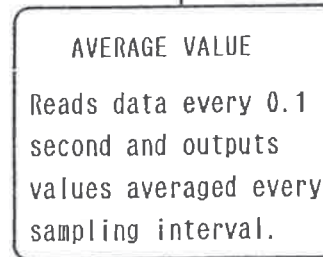 AVERAGE VALUE
Reads data every 0.1
second and outputs
values averaged every
sampling interval.